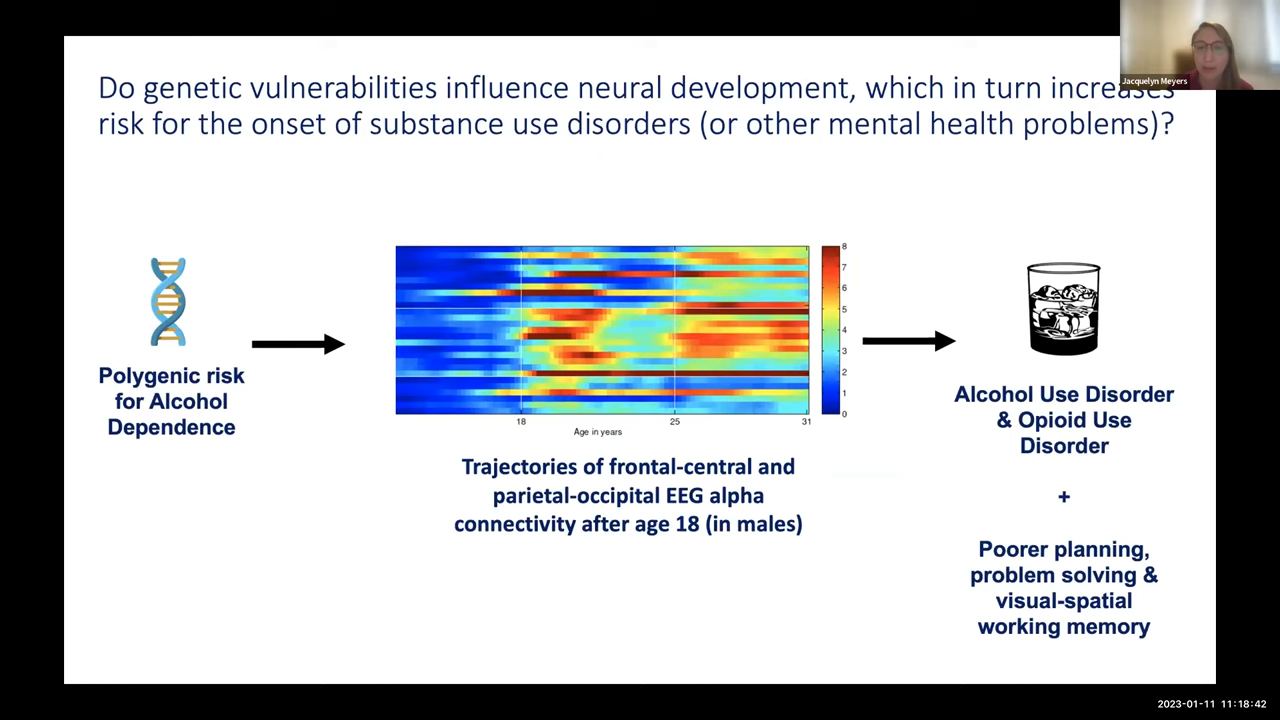 Jacquelyn Meyers
Do genetic vulnerabilities influence neural development, which in turn increases
risk for the onset of substance use disorders (or other mental health problems)?
Polygenic risk
for Alcohol
Dependence
8
7
6
5
4
3
2
1
0
18
25
31
Age in years
Trajectories of frontal-central and
parietal-occipital EEG alpha
connectivity after age 18 (in males)
Alcohol Use Disorder
& Opioid Use
Disorder
+
Poorer planning,
problem solving &
visual-spatial
working memory
2023-01-11 11:18:42